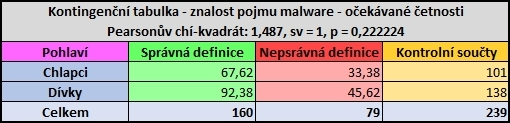 Kontingenční tabulka - znalost pojmu malware - očekávané četnosti
Pearsonův chí-kvadrát: 1,487, sv = 1, p = 0,222224
Pohlaví Správná definice Nepsrávná definice Kontrolní součty
Chlapci 67,62 33,38 101
Dívky 92,38 45,62 138
Celkem 160 79 239